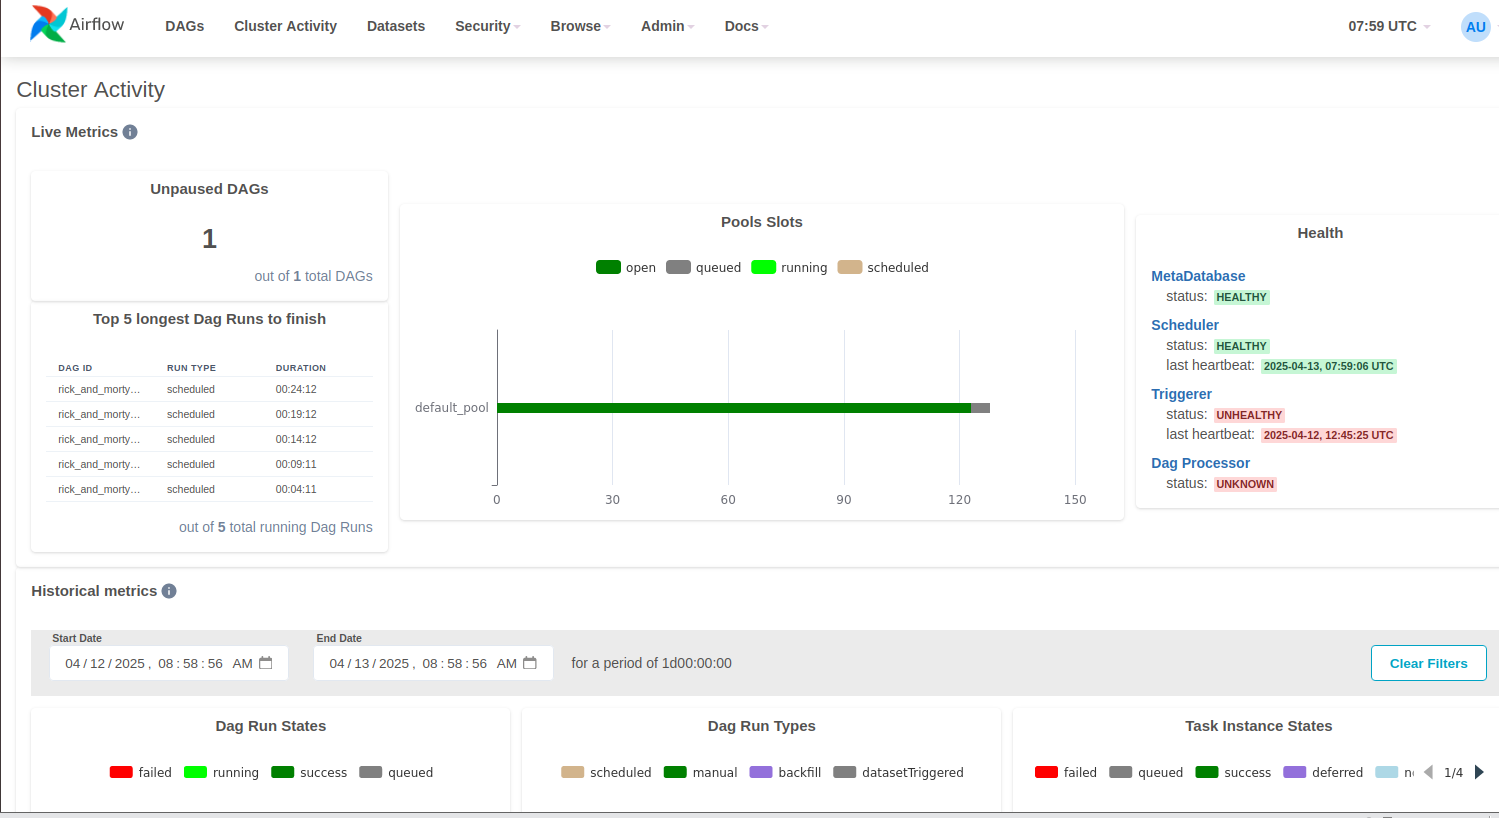 Airflow DAGs Cluster Activity Datasets Security Browse Admin Docs 07:59 UTC AU
Cluster Activity
Live Metrics
Unpaused DAGs
1
out of 1 total DAGs
Top 5 longest Dag Runs to finish
DAG ID RUN TYPE DURATION
rick_and_morty… scheduled 00:24:12
rick_and_morty… scheduled 00:19:12
rick_and_morty… scheduled 00:14:12
rick_and_morty… scheduled 00:09:11
rick_and_morty… scheduled 00:04:11
out of 5 total running Dag Runs
Pools Slots
open queued running scheduled
default_pool
0 30 60 90 120 150
Health
MetaDatabase
status: HEALTHY
Scheduler
status: HEALTHY
last heartbeat: 2025-04-13, 07:59:06 UTC
Triggerer
status: UNHEALTHY
last heartbeat: 2025-04-12, 12:45:25 UTC
Dag Processor
status: UNKNOWN
Historical metrics
Start Date
04/12/2025, 08:58:56 AM
End Date
04/13/2025, 08:58:56 AM
for a period of 1d00:00:00
Clear Filters
Dag Run States
failed running success queued
Dag Run Types
scheduled manual backfill datasetTriggered
Task Instance States
failed queued success deferred 1/4